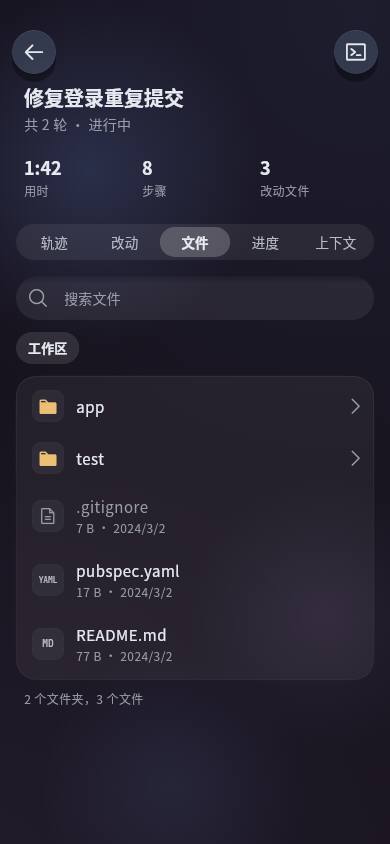 修复登录重复提交
共 2 轮 · 进行中
1:42 8 3
用时 步骤 改动文件
轨迹 改动 文件 进度 上下文
搜索文件
工作区
app
test
.gitignore
7 B · 2024/3/2
YAML pubspec.yaml
17 B · 2024/3/2
MD README.md
77 B · 2024/3/2
2 个文件夹，3 个文件